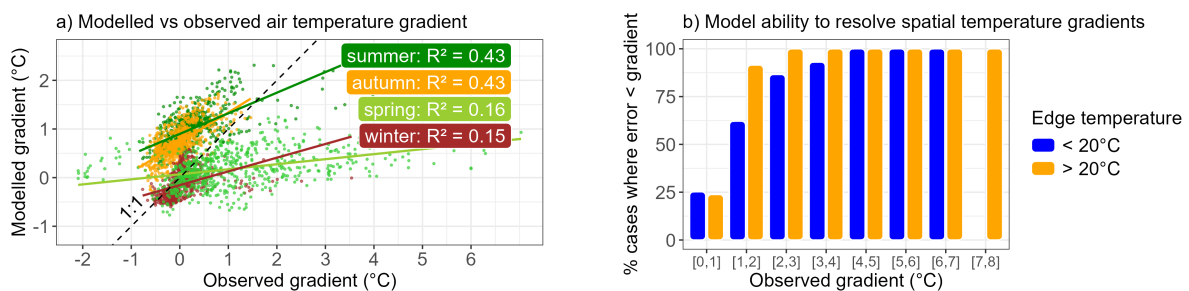 a) Modelled vs observed air temperature gradient
Modelled gradient (°C)
2
1
0
-1
summer: R² = 0.43
autumn: R² = 0.43
spring: R² = 0.16
winter: R² = 0.15
1:1
-2 -1 0 1 2 3 4 5 6
Observed gradient (°C)
b) Model ability to resolve spatial temperature gradients
% cases where error < gradient
100
75
50
25
0
[0,1] [1,2] [2,3] [3,4] [4,5] [5,6] [6,7] [7,8]
Observed gradient (°C)
Edge temperature
< 20°C
> 20°C